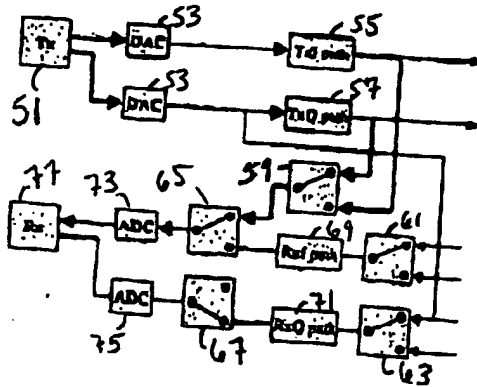 53
55
Tx
DAC
TxI path
51
53
57
DAC
TxQ path
77
73
65
59
69
61
Rx
ADC
RxI path
71
ADC
RxQ path
75
67
63